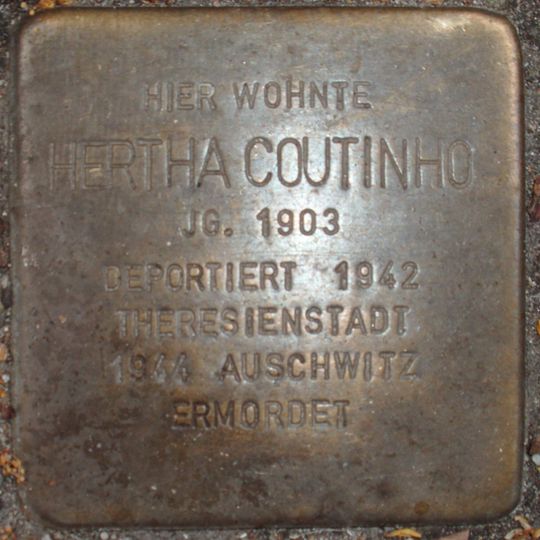 HIER WOHNTE
HERTHA COUTINHO
JG. 1903
DEPORTIERT 1942
THERESIENSTADT
1944 AUSCHWITZ
ERMORDET